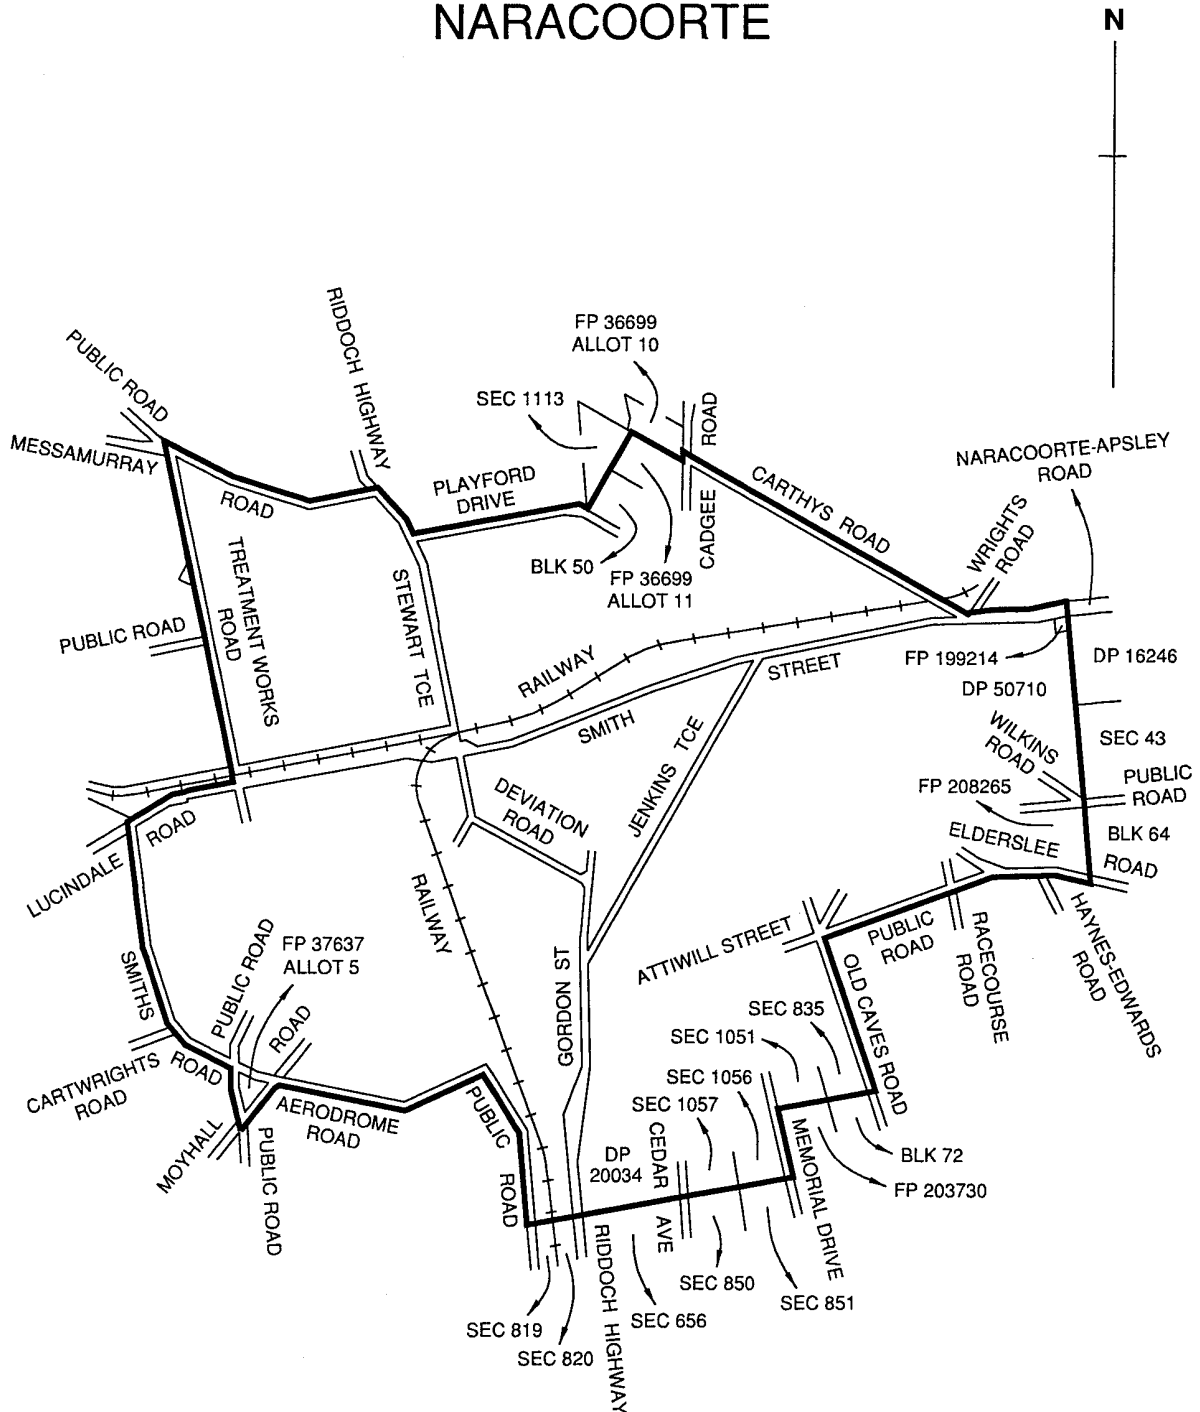 NARACOORTE
N
PUBLIC ROAD
RIDDOCH HIGHWAY
FP 36699
ALLOT 10
SEC 1113
ROAD
MESSAMURRAY
ROAD
PLAYFORD
DRIVE
CARTHYS ROAD
NARACOORTE-APSLEY
ROAD
WRIGHTS
ROAD
CADGEE
BLK 50
FP 36699
ALLOT 11
TREATMENT WORKS
ROAD
STEWART TCE
PUBLIC ROAD
RAILWAY
STREET
FP 199214
DP 16246
DP 50710
SMITH
JENKINS TCE
WILKINS
ROAD
SEC 43
PUBLIC
ROAD
FP 208265
DEVIATION
ROAD
ELDERSLEE
BLK 64
ROAD
LUCINDALE
ROAD
RAILWAY
HAYNES-EDWARDS
ROAD
RACECOURSE
ROAD
PUBLIC
ROAD
ATTIWILL STREET
OLD CAVES ROAD
PUBLIC ROAD
FP 37637
ALLOT 5
ROAD
SMITHS
ROAD
GORDON ST
SEC 835
SEC 1051
SEC 1056
SEC 1057
CARTWRIGHTS
ROAD
AERODROME
ROAD
PUBLIC
ROAD
MOYHALL
PUBLIC ROAD
DP
20034
CEDAR
AVE
MEMORIAL DRIVE
BLK 72
FP 203730
SEC 850
SEC 851
SEC 656
SEC 819
SEC 820
RIDDOCH HIGHWAY